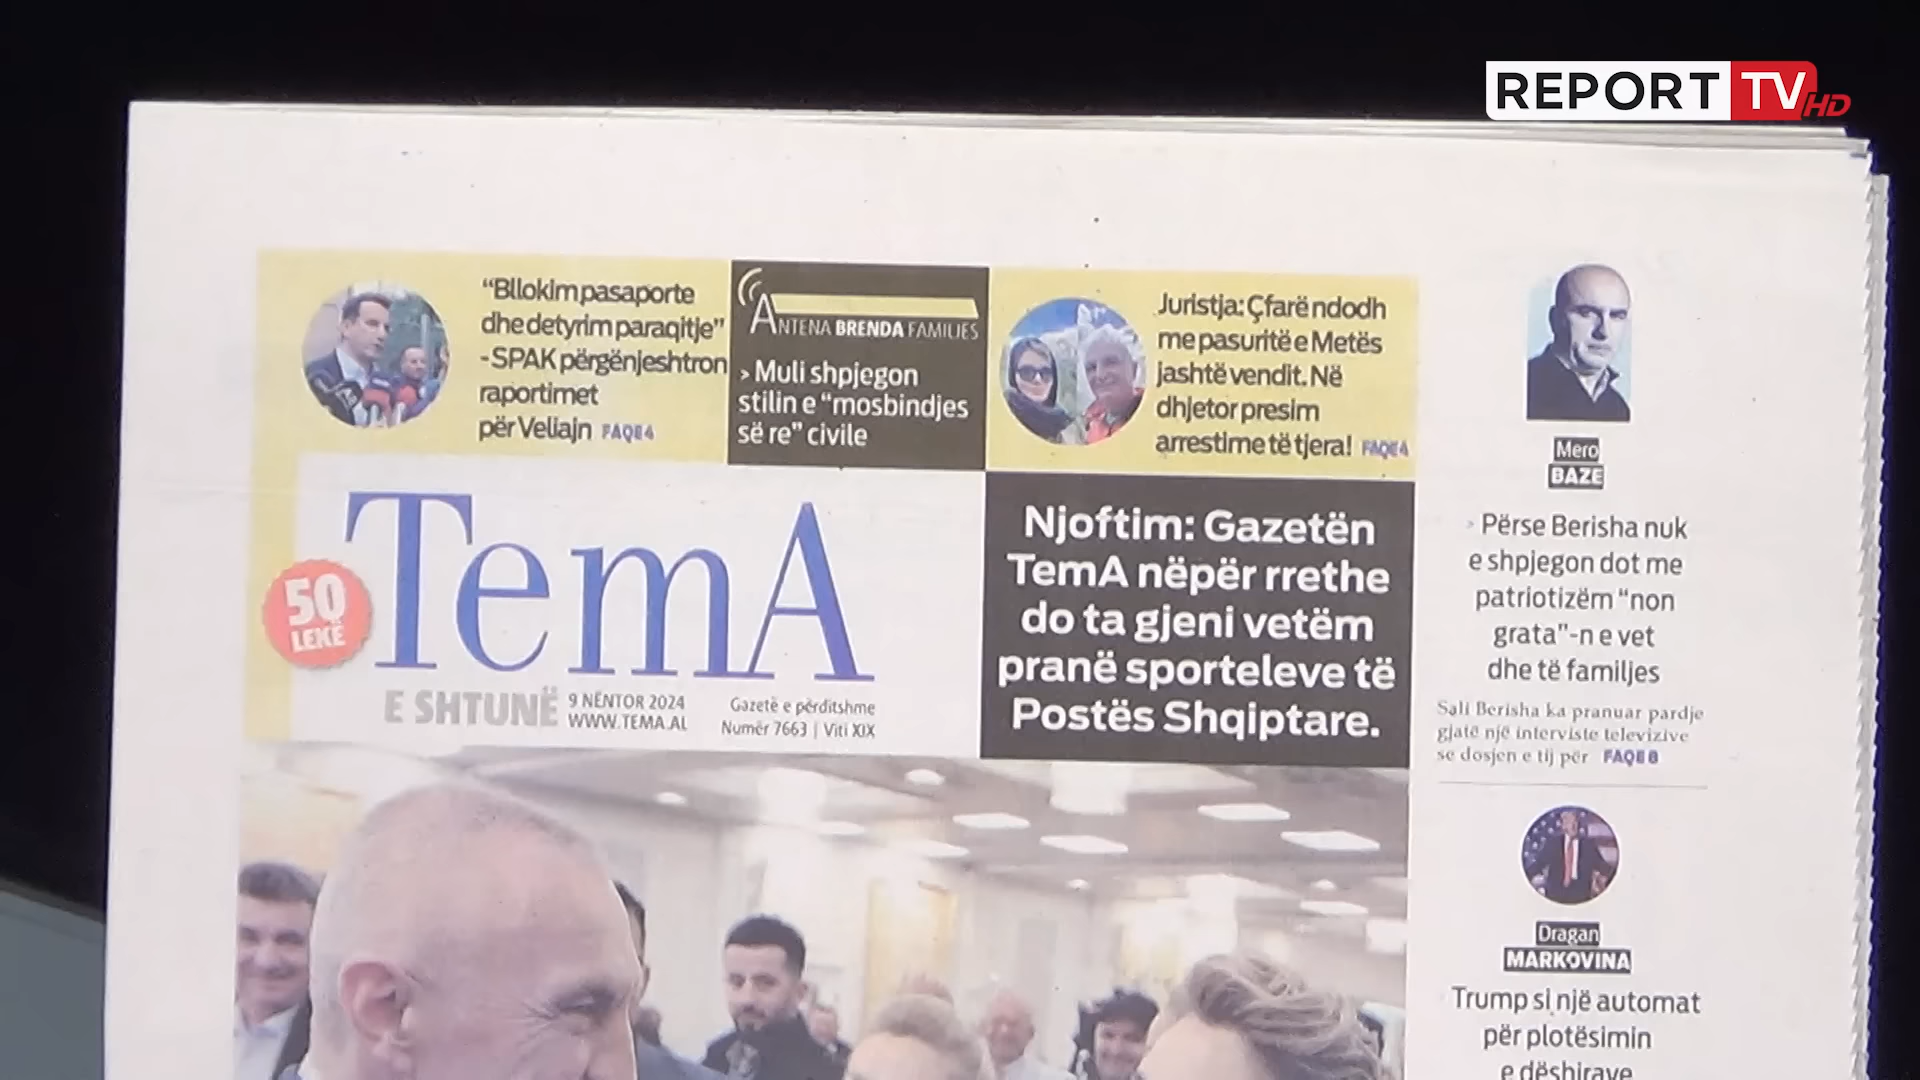 REPORT TV HD
“Bllokim pasaporte
dhe detyrim paraqitje”
-SPAK përgënjeshtron
raportimet
për Veliajn FAQE 4
ANTENA BRENDA FAMILJES
› Muli shpjegon
stilin e “mosbindjes
së re” civile
Juristja: Çfarë ndodh
me pasuritë e Metës
jashtë vendit. Në
dhjetor presim
arrestime të tjera! FAQE 4
Mero
BAZE
› Përse Berisha nuk
e shpjegon dot me
patriotizëm “non
grata”-n e vet
dhe të familjes
Sali Berisha ka pranuar pardje
gjatë një interviste televizive
se dosjen e tij për FAQE 8
50
LEKË
TemA
E SHTUNË
9 NËNTOR 2024
WWW.TEMA.AL
Gazetë e përditshme
Numër 7663 | Viti XIX
Njoftim: Gazetën
TemA nëpër rrethe
do ta gjeni vetëm
pranë sporteleve të
Postës Shqiptare.
Dragan
MARKOVINA
Trump si një automat
për plotësimin
e dëshirave